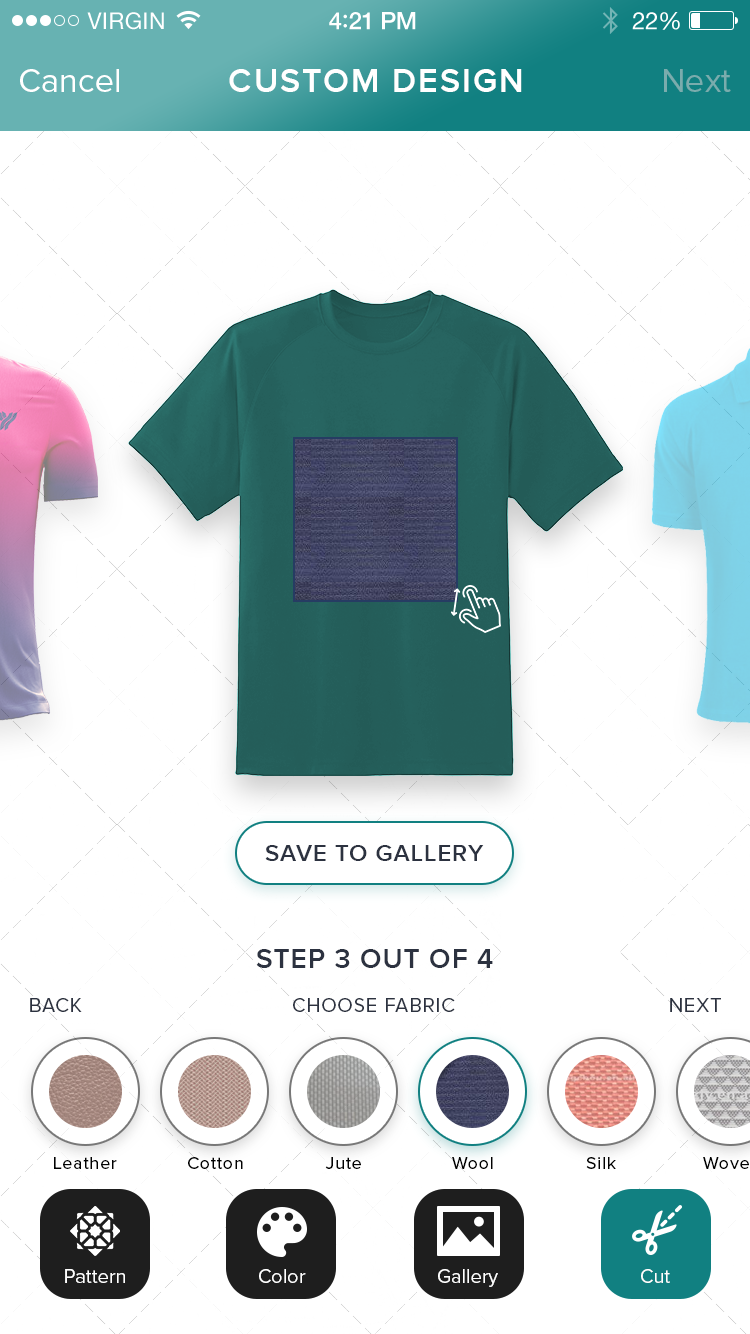 VIRGIN 4:21 PM 22%
Cancel CUSTOM DESIGN Next
SAVE TO GALLERY
STEP 3 OUT OF 4
BACK CHOOSE FABRIC NEXT
Leather Cotton Jute Wool Silk Wove
Pattern Color Gallery Cut